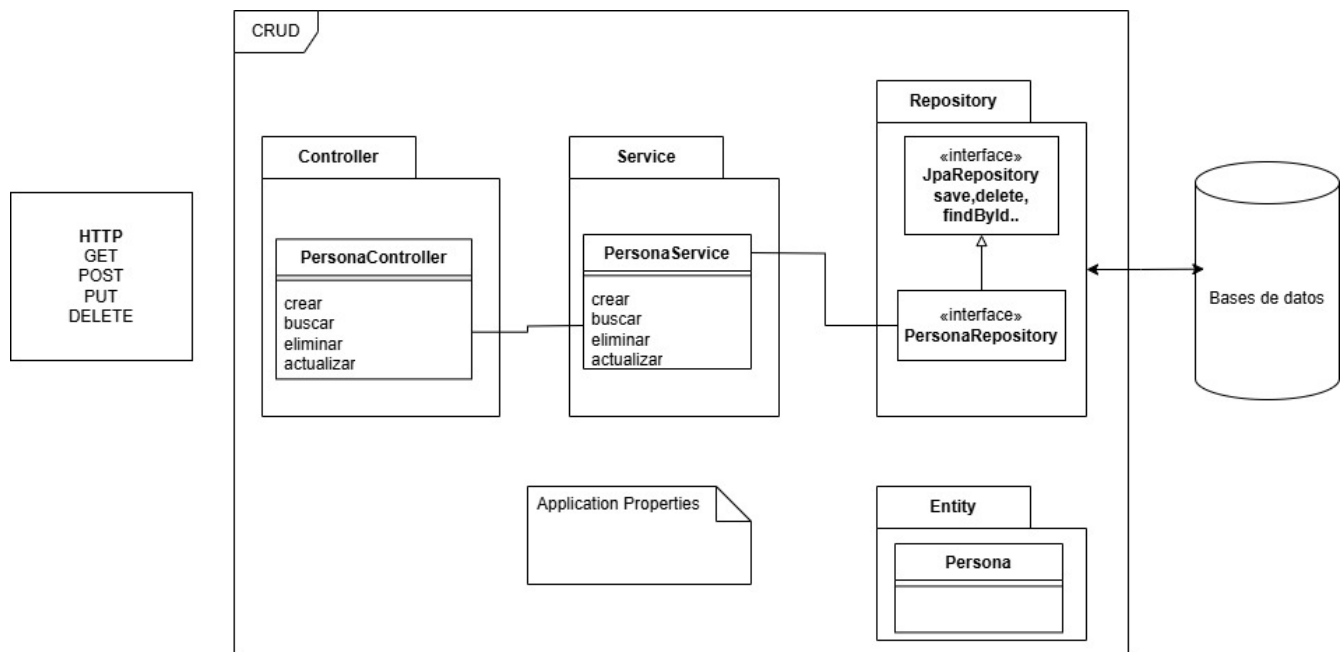 CRUD
HTTP
GET
POST
PUT
DELETE
Controller
PersonaController
crear
buscar
eliminar
actualizar
Service
PersonaService
crear
buscar
eliminar
actualizar
Repository
«interface»
JpaRepository
save,delete,
findById..
«interface»
PersonaRepository
Bases de datos
Application Properties
Entity
Persona